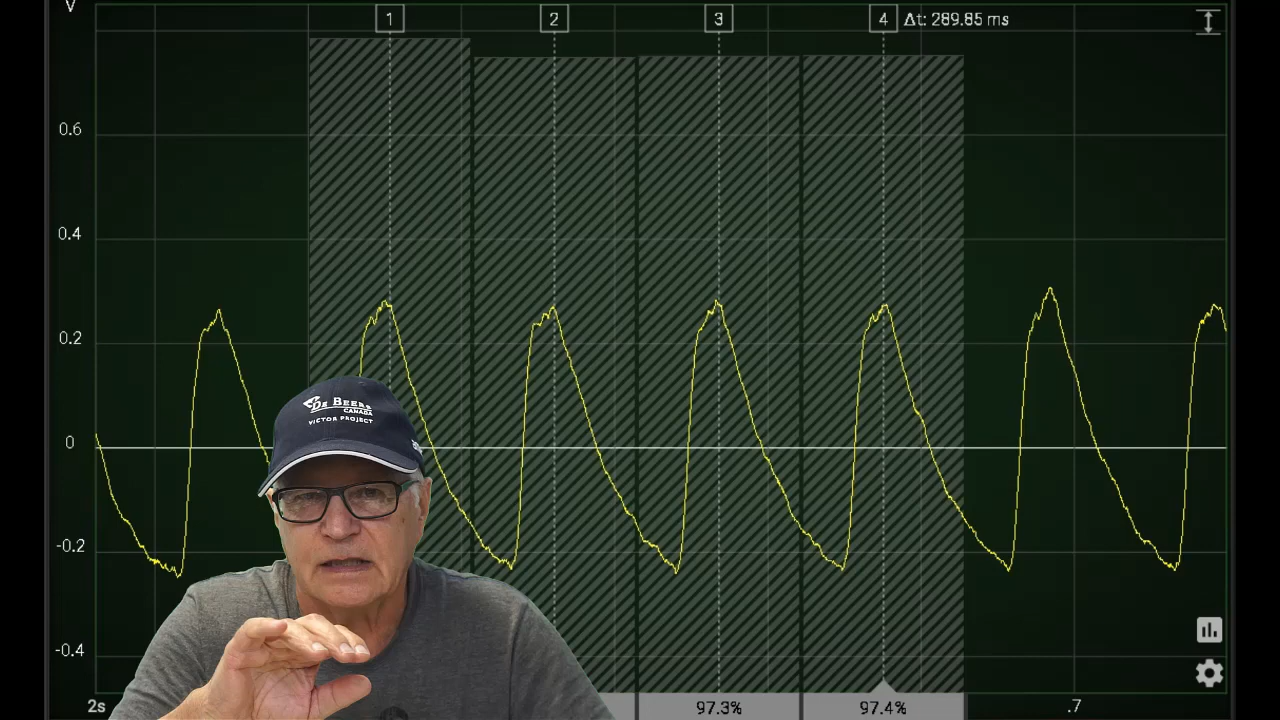 V
1 2 3 4 Δt: 289.85 ms
0.6
0.4
0.2
0
-0.2
-0.4
DE BEERS
CANADA
VICTOR PROJECT
2s 97.3% 97.4% .7